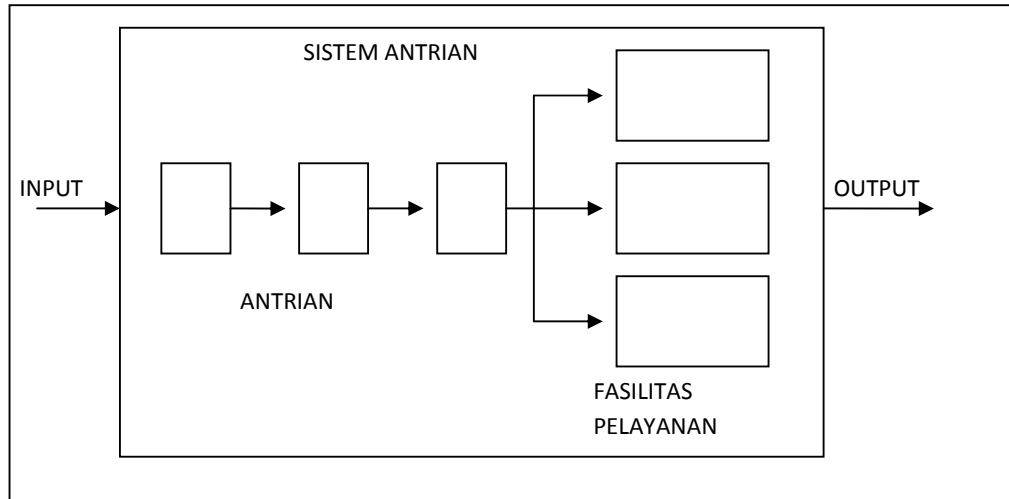 SISTEM ANTRIAN
INPUT
OUTPUT
ANTRIAN
FASILITAS
PELAYANAN